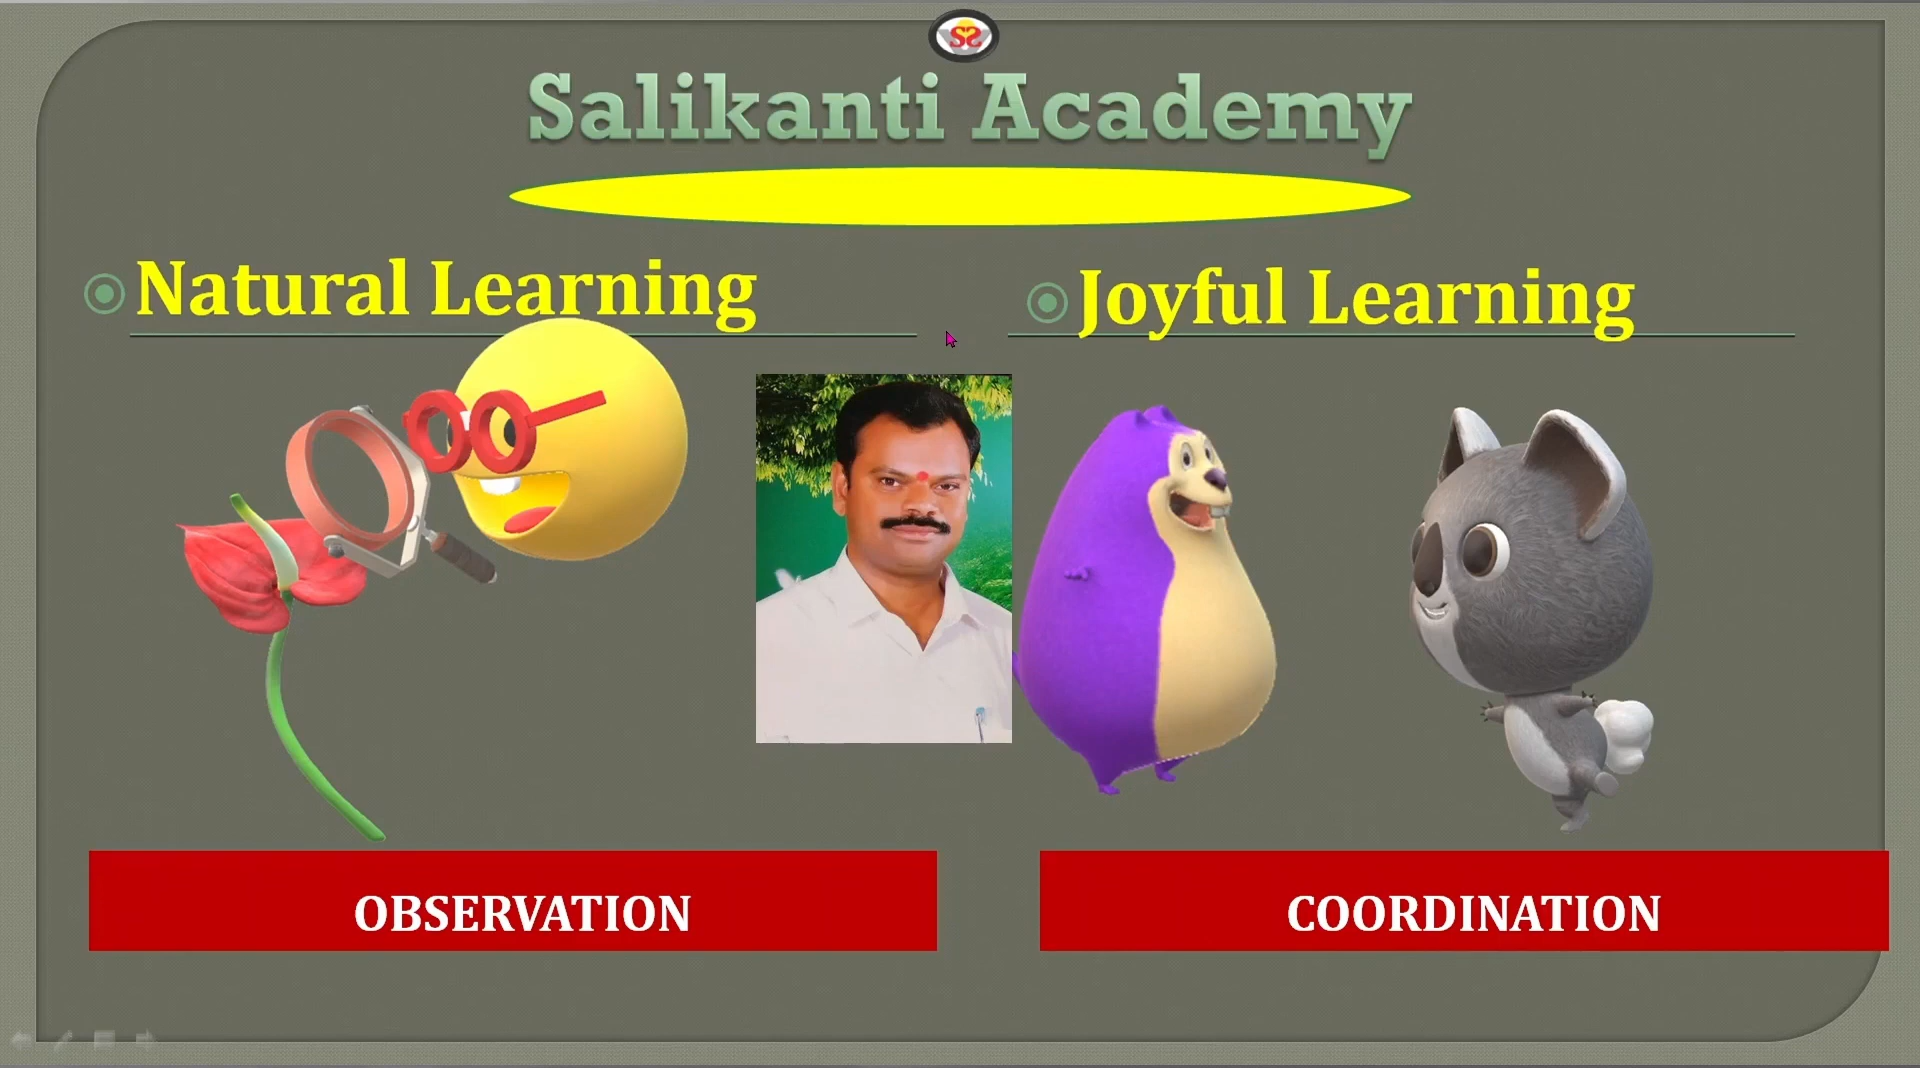 Salikanti Academy
Natural Learning
Joyful Learning
OBSERVATION
COORDINATION